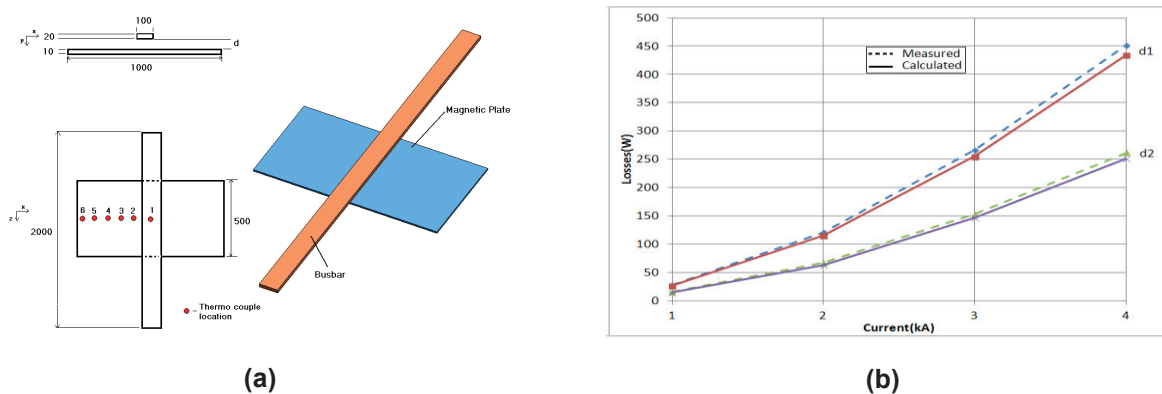 100
x
20
y
d
10
1000
Magnetic Plate
x
z
6 5 4 3 2 1
2000
500
Busbar
– Thermo couple
location
(a)
500
450
400
350
300
250
200
150
100
50
0
Losses(W)
Measured
Calculated
d1
d2
1 2 3 4
Current(kA)
(b)